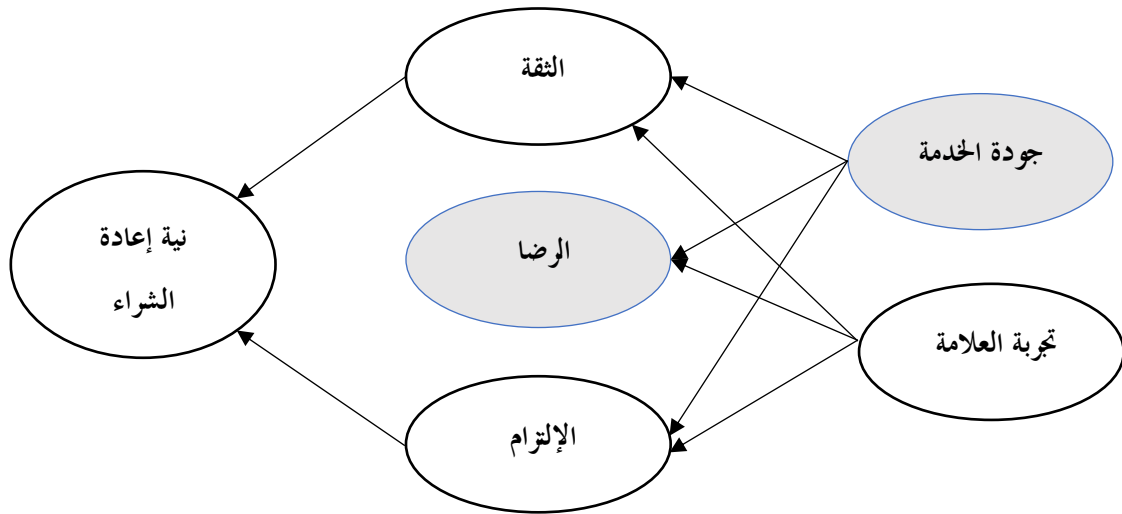 الثقة
جودة الخدمة
الرضا
نية إعادة
الشراء
تجربة العلامة
الإلتزام